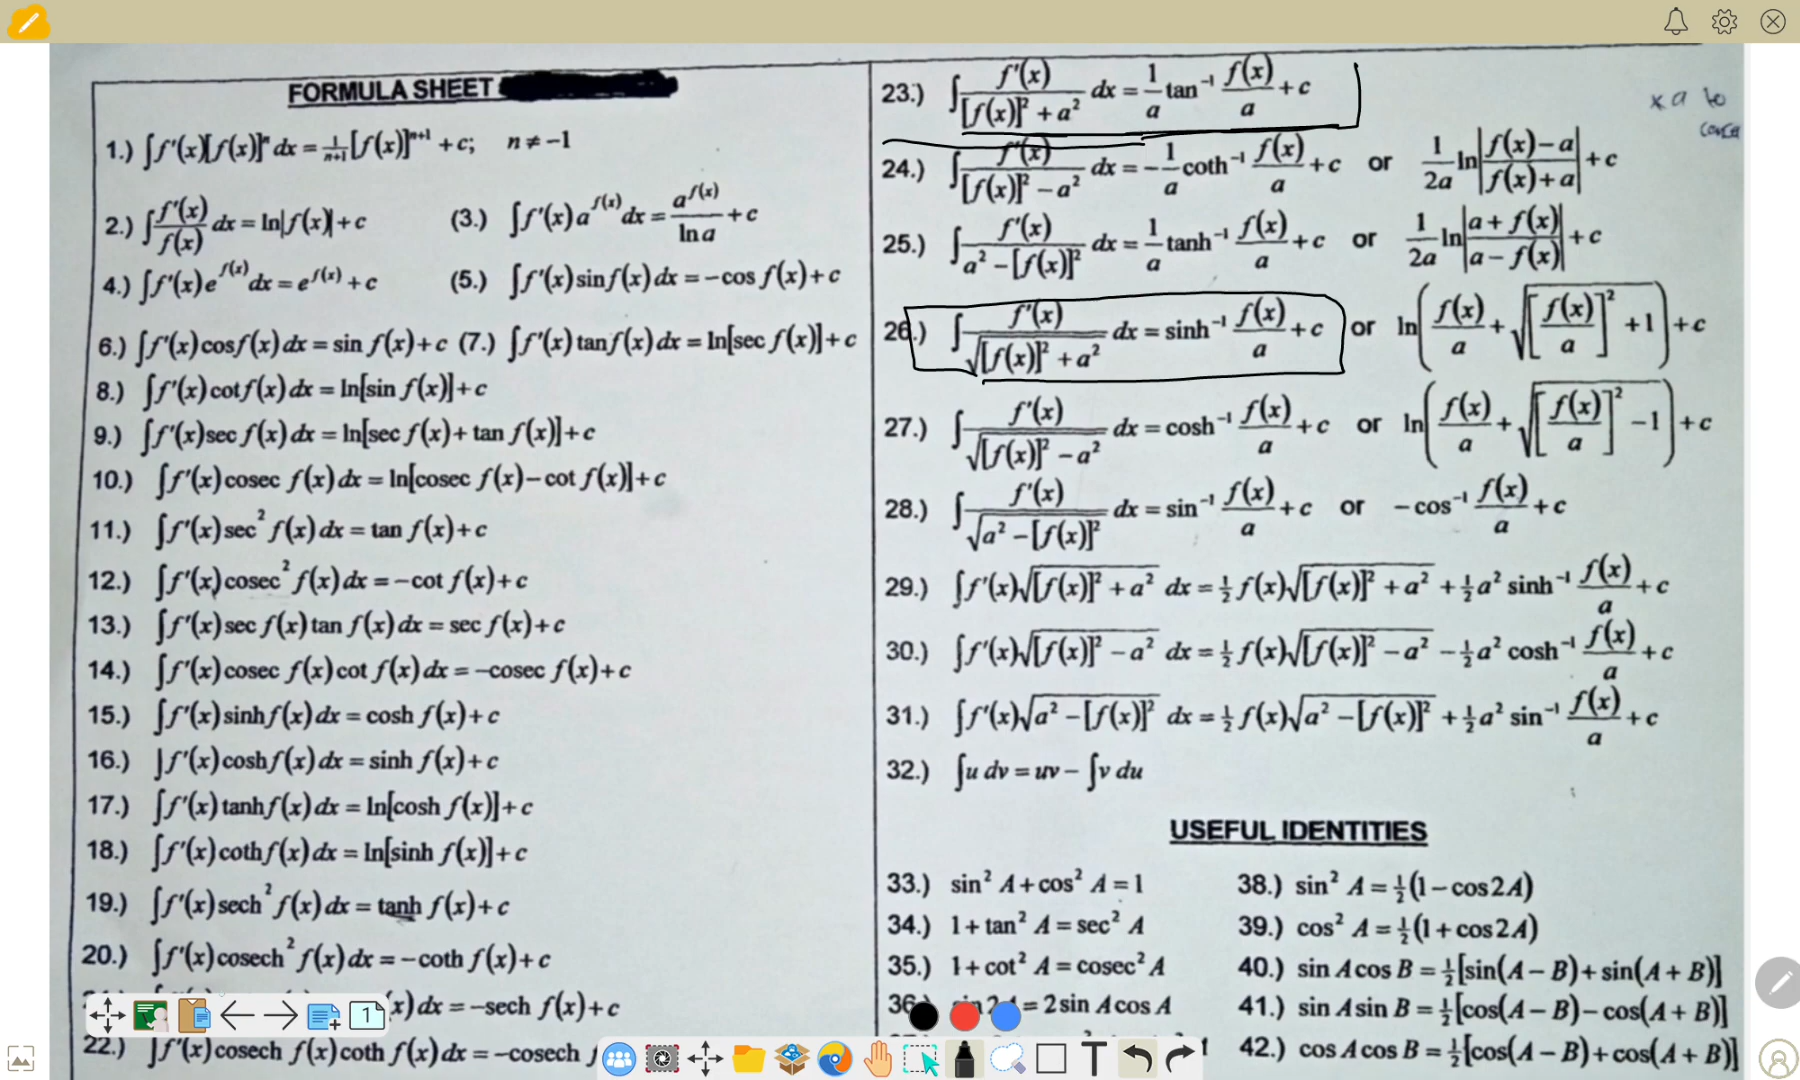 FORMULA SHEET
1.) ∫f'(x)[f(x)]ⁿ dx = 1/(n+1) [f(x)]ⁿ⁺¹ + c; n ≠ −1
2.) ∫ f'(x)/f(x) dx = ln|f(x)| + c (3.) ∫f'(x)a^f(x) dx = a^f(x)/ln a + c
4.) ∫f'(x)e^f(x) dx = e^f(x) + c (5.) ∫f'(x) sin f(x) dx = −cos f(x) + c
6.) ∫f'(x) cos f(x) dx = sin f(x) + c (7.) ∫f'(x) tan f(x) dx = ln[sec f(x)] + c
8.) ∫f'(x) cot f(x) dx = ln[sin f(x)] + c
9.) ∫f'(x) sec f(x) dx = ln[sec f(x) + tan f(x)] + c
10.) ∫f'(x) cosec f(x) dx = ln[cosec f(x) − cot f(x)] + c
11.) ∫f'(x) sec² f(x) dx = tan f(x) + c
12.) ∫f'(x) cosec² f(x) dx = −cot f(x) + c
13.) ∫f'(x) sec f(x) tan f(x) dx = sec f(x) + c
14.) ∫f'(x) cosec f(x) cot f(x) dx = −cosec f(x) + c
15.) ∫f'(x) sinh f(x) dx = cosh f(x) + c
16.) ∫f'(x) cosh f(x) dx = sinh f(x) + c
17.) ∫f'(x) tanh f(x) dx = ln[cosh f(x)] + c
18.) ∫f'(x) coth f(x) dx = ln[sinh f(x)] + c
19.) ∫f'(x) sech² f(x) dx = tanh f(x) + c
20.) ∫f'(x) cosech² f(x) dx = −coth f(x) + c
(x) dx = −sech f(x) + c
22.) ∫f'(x) cosech f(x) coth f(x) dx = −cosech f
23.) ∫ f'(x)/([f(x)]² + a²) dx = 1/a tan⁻¹ f(x)/a + c
x a to
24.) ∫ f'(x)/([f(x)]² − a²) dx = −1/a coth⁻¹ f(x)/a + c or 1/2a ln|(f(x) − a)/(f(x) + a)| + c
25.) ∫ f'(x)/(a² − [f(x)]²) dx = 1/a tanh⁻¹ f(x)/a + c or 1/2a ln|(a + f(x))/(a − f(x))| + c
26.) ∫ f'(x)/√([f(x)]² + a²) dx = sinh⁻¹ f(x)/a + c or ln(f(x)/a + √([f(x)/a]² + 1)) + c
27.) ∫ f'(x)/√([f(x)]² − a²) dx = cosh⁻¹ f(x)/a + c or ln(f(x)/a + √([f(x)/a]² − 1)) + c
28.) ∫ f'(x)/√(a² − [f(x)]²) dx = sin⁻¹ f(x)/a + c or −cos⁻¹ f(x)/a + c
29.) ∫f'(x)√([f(x)]² + a²) dx = ½ f(x)√([f(x)]² + a²) + ½a² sinh⁻¹ f(x)/a + c
30.) ∫f'(x)√([f(x)]² − a²) dx = ½ f(x)√([f(x)]² − a²) − ½a² cosh⁻¹ f(x)/a + c
31.) ∫f'(x)√(a² − [f(x)]²) dx = ½ f(x)√(a² − [f(x)]²) + ½a² sin⁻¹ f(x)/a + c
32.) ∫u dv = uv − ∫v du
USEFUL IDENTITIES
33.) sin² A + cos² A = 1 38.) sin² A = ½(1 − cos 2A)
34.) 1 + tan² A = sec² A 39.) cos² A = ½(1 + cos 2A)
35.) 1 + cot² A = cosec² A 40.) sin A cos B = ½[sin(A − B) + sin(A + B)]
36.) sin 2A = 2 sin A cos A 41.) sin A sin B = ½[cos(A − B) − cos(A + B)]
42.) cos A cos B = ½[cos(A − B) + cos(A + B)]
1
T